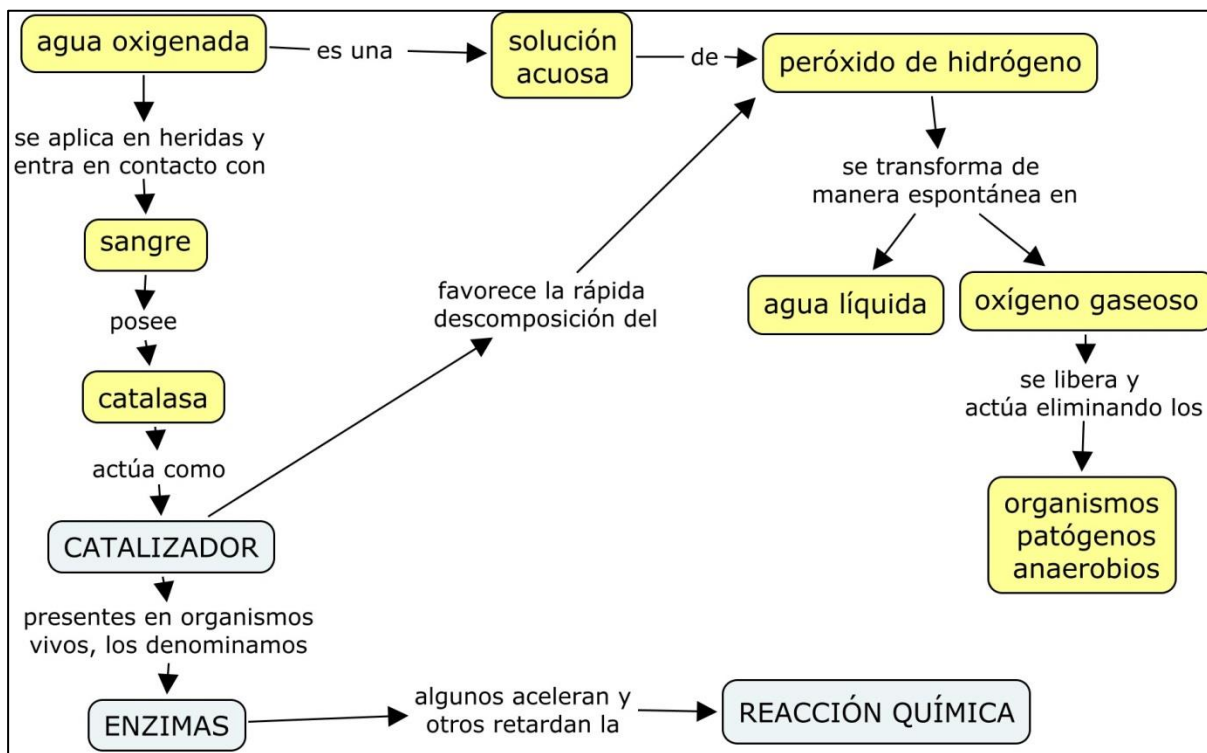 agua oxigenada
es una
solución
acuosa
de
peróxido de hidrógeno
se aplica en heridas y
entra en contacto con
sangre
posee
catalasa
actúa como
CATALIZADOR
favorece la rápida
descomposición del
se transforma de
manera espontánea en
agua líquida
oxígeno gaseoso
se libera y
actúa eliminando los
organismos
patógenos
anaerobios
presentes en organismos
vivos, los denominamos
ENZIMAS
algunos aceleran y
otros retardan la
REACCIÓN QUÍMICA